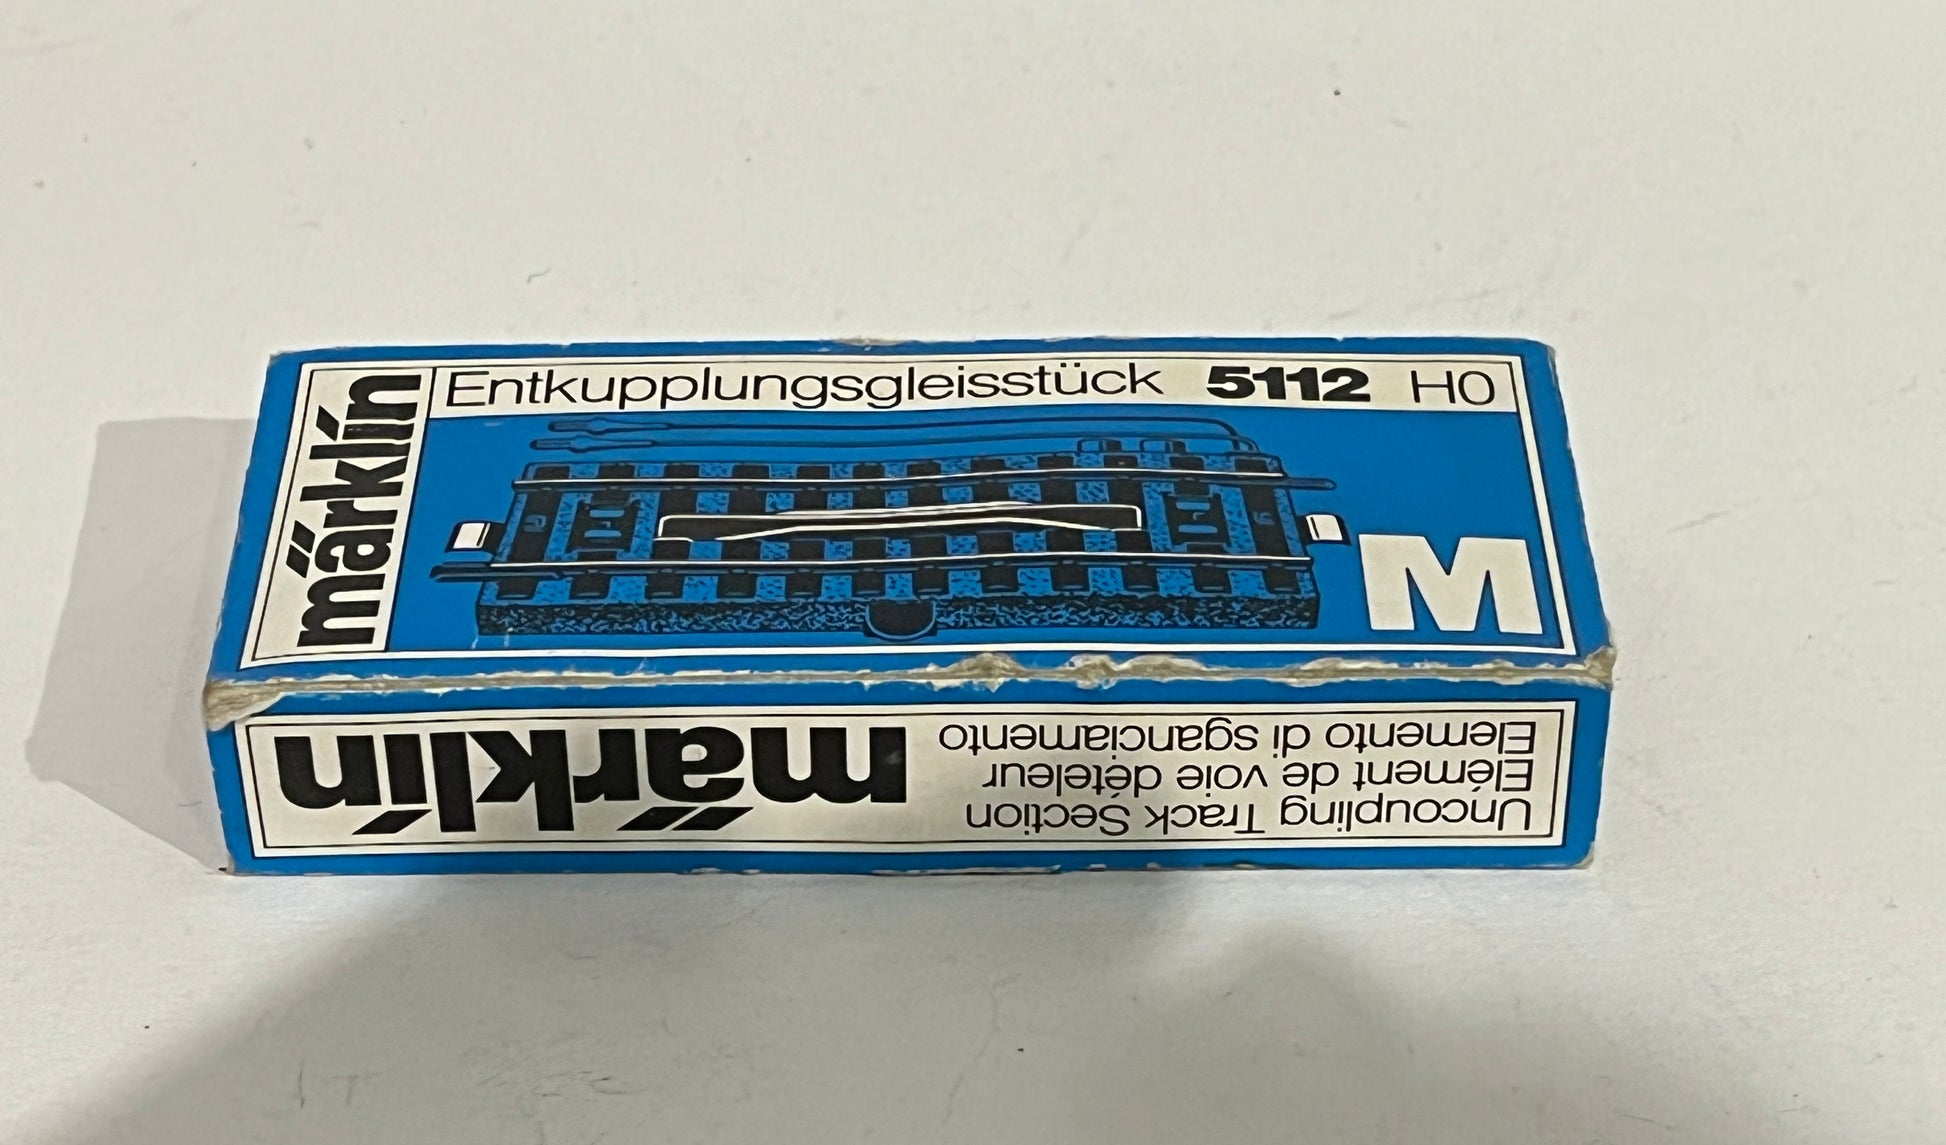 märklin
Entkupplungsgleisstück 5112 H0
M
märklin
Uncoupling Track Section
Elément de voie dételeur
Elemento di sganciamento